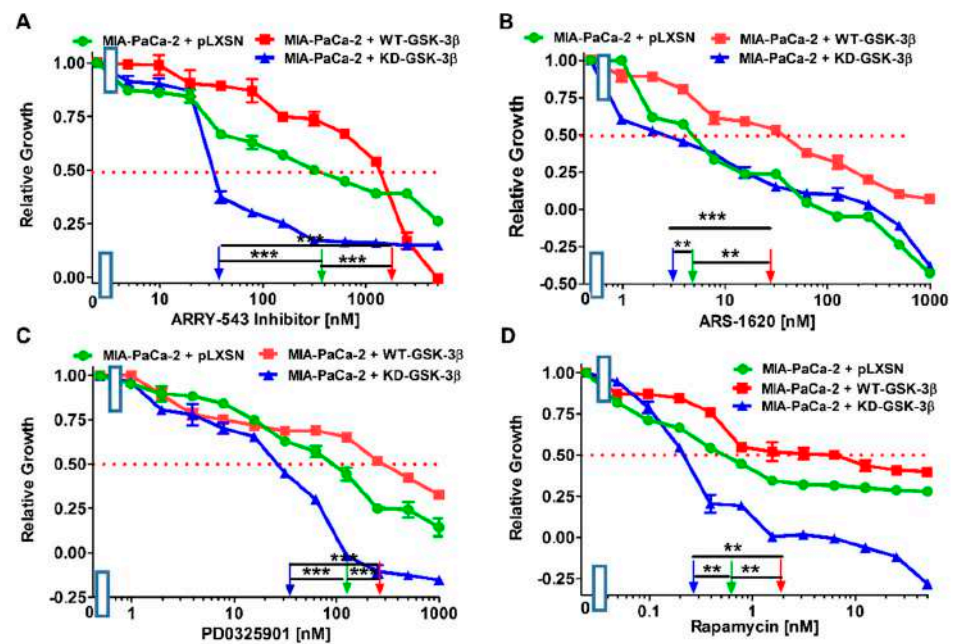 A
MIA-PaCa-2 + pLXSN
MIA-PaCa-2 + WT-GSK-3β
MIA-PaCa-2 + KD-GSK-3β
1.00
0.75
0.50
0.25
0.00
Relative Growth
***
***
***
0
10
100
1000
ARRY-543 Inhibitor [nM]
B
MIA-PaCa-2 + pLXSN
MIA-PaCa-2 + WT-GSK-3β
MIA-PaCa-2 + KD-GSK-3β
1.00
0.75
0.50
0.25
0.00
-0.25
-0.50
Relative Growth
***
**
**
0
1
10
100
1000
ARS-1620 [nM]
C
MIA-PaCa-2 + pLXSN
MIA-PaCa-2 + WT-GSK-3β
MIA-PaCa-2 + KD-GSK-3β
1.00
0.75
0.50
0.25
0.00
-0.25
Relative Growth
***
***
***
0
1
10
100
1000
PD0325901 [nM]
D
MIA-PaCa-2 + pLXSN
MIA-PaCa-2 + WT-GSK-3β
MIA-PaCa-2 + KD-GSK-3β
1.00
0.75
0.50
0.25
0.00
-0.25
Relative Growth
**
**
**
0
0.1
1
10
Rapamycin [nM]